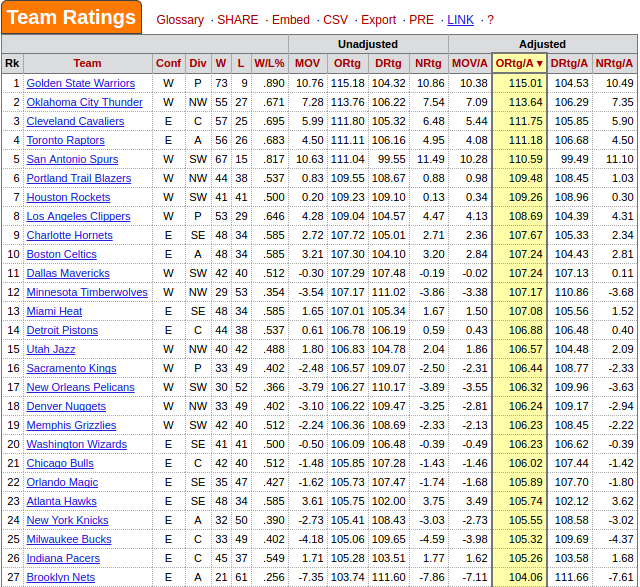 Team Ratings Glossary · SHARE · Embed · CSV · Export · PRE · LINK · ?
Unadjusted Adjusted
Rk Team Conf Div W L W/L% MOV ORtg DRtg NRtg MOV/A ORtg/A▼ DRtg/A NRtg/A
1 Golden State Warriors W P 73 9 .890 10.76 115.18 104.32 10.86 10.38 115.01 104.53 10.49
2 Oklahoma City Thunder W NW 55 27 .671 7.28 113.76 106.22 7.54 7.09 113.64 106.29 7.35
3 Cleveland Cavaliers E C 57 25 .695 5.99 111.80 105.32 6.48 5.44 111.75 105.85 5.90
4 Toronto Raptors E A 56 26 .683 4.50 111.11 106.16 4.95 4.08 111.18 106.68 4.50
5 San Antonio Spurs W SW 67 15 .817 10.63 111.04 99.55 11.49 10.28 110.59 99.49 11.10
6 Portland Trail Blazers W NW 44 38 .537 0.83 109.55 108.67 0.88 0.98 109.48 108.45 1.03
7 Houston Rockets W SW 41 41 .500 0.20 109.23 109.10 0.13 0.34 109.26 108.96 0.30
8 Los Angeles Clippers W P 53 29 .646 4.28 109.04 104.57 4.47 4.13 108.69 104.39 4.31
9 Charlotte Hornets E SE 48 34 .585 2.72 107.72 105.01 2.71 2.36 107.67 105.33 2.34
10 Boston Celtics E A 48 34 .585 3.21 107.30 104.10 3.20 2.84 107.24 104.43 2.81
11 Dallas Mavericks W SW 42 40 .512 -0.30 107.29 107.48 -0.19 -0.02 107.24 107.13 0.11
12 Minnesota Timberwolves W NW 29 53 .354 -3.54 107.17 111.02 -3.86 -3.38 107.17 110.86 -3.68
13 Miami Heat E SE 48 34 .585 1.65 107.01 105.34 1.67 1.50 107.08 105.56 1.52
14 Detroit Pistons E C 44 38 .537 0.61 106.78 106.19 0.59 0.43 106.88 106.48 0.40
15 Utah Jazz W NW 40 42 .488 1.80 106.83 104.78 2.04 1.86 106.57 104.48 2.09
16 Sacramento Kings W P 33 49 .402 -2.48 106.57 109.07 -2.50 -2.31 106.44 108.77 -2.33
17 New Orleans Pelicans W SW 30 52 .366 -3.79 106.27 110.17 -3.89 -3.55 106.32 109.96 -3.63
18 Denver Nuggets W NW 33 49 .402 -3.10 106.22 109.47 -3.25 -2.81 106.24 109.17 -2.94
19 Memphis Grizzlies W SW 42 40 .512 -2.24 106.36 108.69 -2.33 -2.13 106.23 108.45 -2.22
20 Washington Wizards E SE 41 41 .500 -0.50 106.09 106.48 -0.39 -0.49 106.23 106.62 -0.39
21 Chicago Bulls E C 42 40 .512 -1.48 105.85 107.28 -1.43 -1.46 106.02 107.44 -1.42
22 Orlando Magic E SE 35 47 .427 -1.62 105.73 107.47 -1.74 -1.68 105.89 107.70 -1.80
23 Atlanta Hawks E SE 48 34 .585 3.61 105.75 102.00 3.75 3.49 105.74 102.12 3.62
24 New York Knicks E A 32 50 .390 -2.73 105.41 108.43 -3.03 -2.73 105.55 108.58 -3.02
25 Milwaukee Bucks E C 33 49 .402 -4.18 105.06 109.65 -4.59 -3.98 105.32 109.69 -4.37
26 Indiana Pacers E C 45 37 .549 1.71 105.28 103.51 1.77 1.62 105.26 103.58 1.68
27 Brooklyn Nets E A 21 61 .256 -7.35 103.74 111.60 -7.86 -7.11 104.06 111.66 -7.61